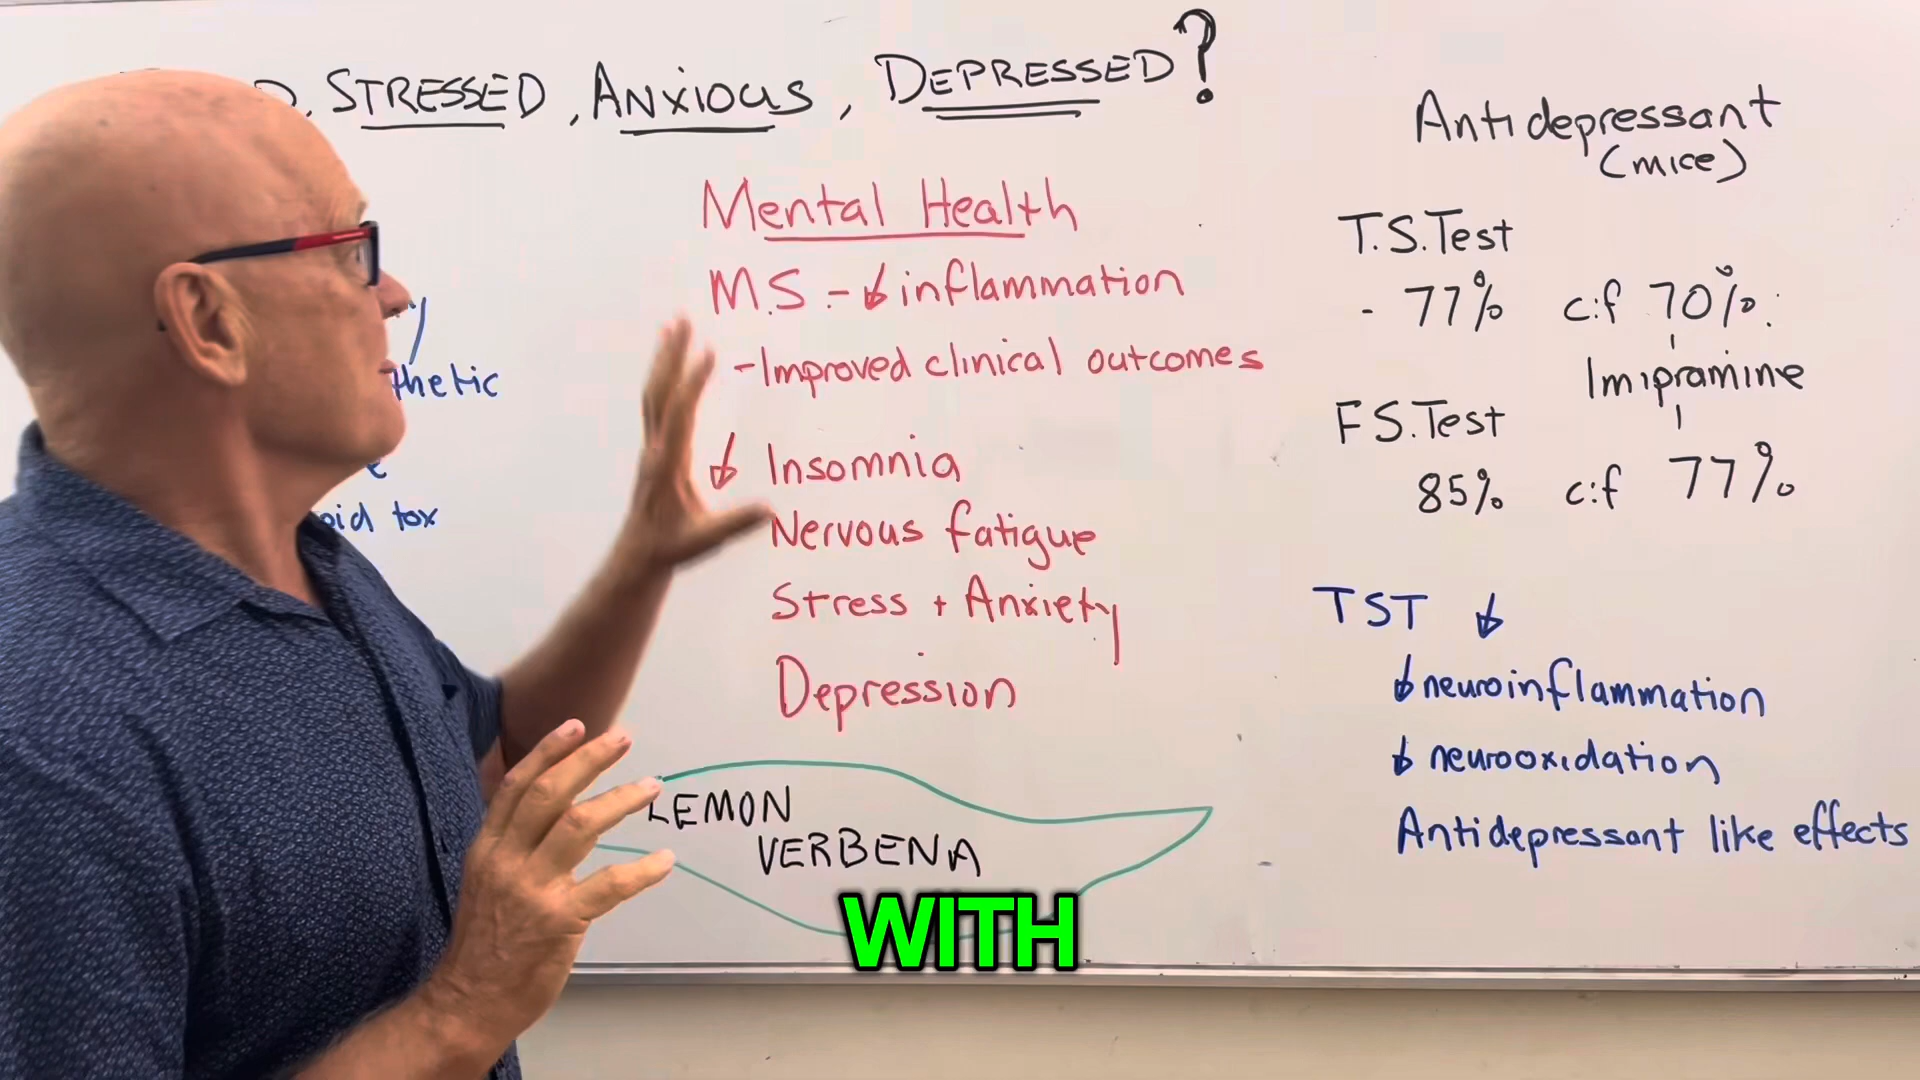 STRESSED, ANXIOUS, DEPRESSED?
Mental Health
M.S. - ↓ inflammation
- Improved clinical outcomes
↓ Insomnia
Nervous fatigue
Stress + Anxiety
Depression
LEMON
VERBENA
Antidepressant
(mice)
T.S.Test
- 77% c.f 70%
Imipramine
F S.Test
85% c.f 77%
TST ↓
↓ neuroinflammation
↓ neurooxidation
Antidepressant like effects
tox
WITH